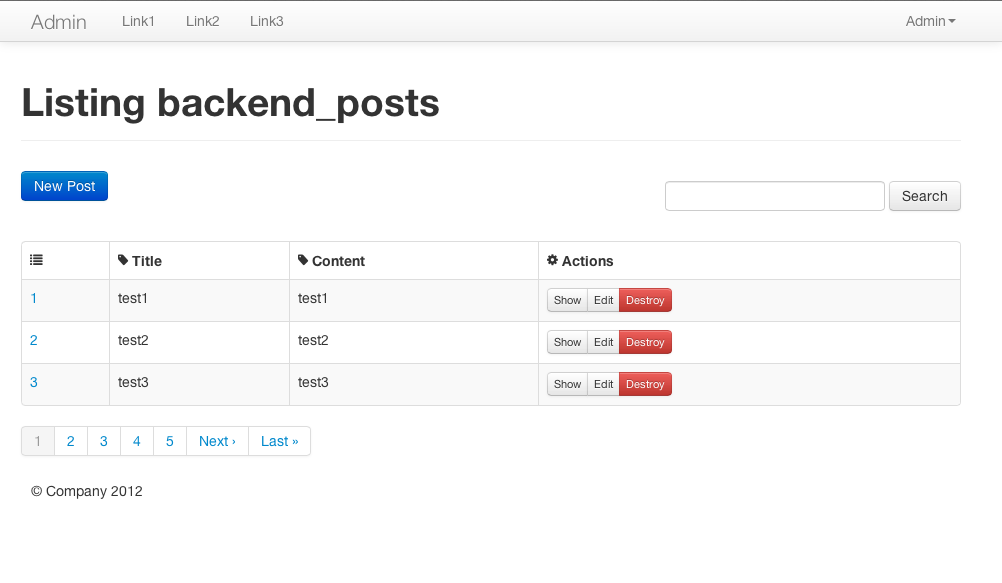 Admin Link1 Link2 Link3 Admin
Listing backend_posts
New Post Search
Title Content Actions
1 test1 test1 Show Edit Destroy
2 test2 test2 Show Edit Destroy
3 test3 test3 Show Edit Destroy
1 2 3 4 5 Next › Last »
© Company 2012